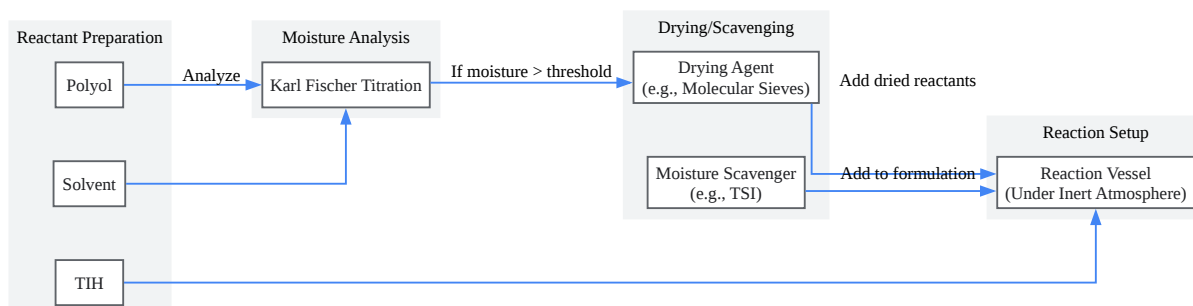 Reactant Preparation
Polyol
Solvent
TIH
Analyze
Moisture Analysis
Karl Fischer Titration
If moisture > threshold
Drying/Scavenging
Drying Agent
(e.g., Molecular Sieves)
Moisture Scavenger
(e.g., TSI)
Add dried reactants
Add to formulation
Reaction Setup
Reaction Vessel
(Under Inert Atmosphere)